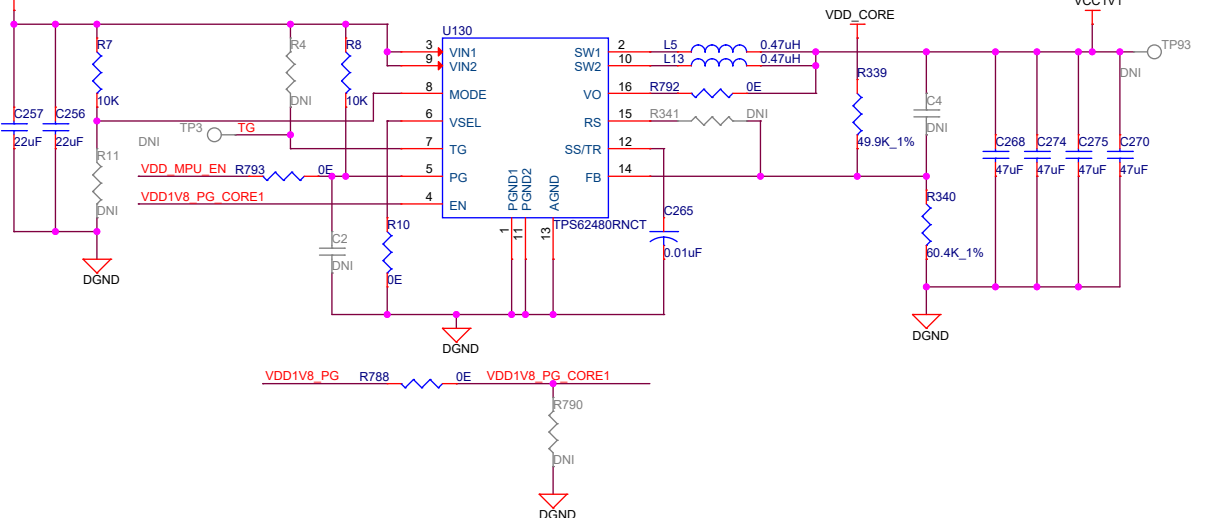 VDD_CORE
VCC1V1
U130
R7
R4
R8
3
VIN1
SW1
2
L5
0.47uH
TP93
9
VIN2
SW2
10
L13
0.47uH
R339
DNI
10K
DNI
10K
8
MODE
VO
16
R792
0E
C4
C257
C256
6
VSEL
RS
15
R341
DNI
DNI
TP3
TG
22uF
22uF
DNI
49.9K_1%
C268
C274
C275
C270
R11
7
TG
SS/TR
12
VDD_MPU_EN
R793
0E
5
PG
FB
14
47uF
47uF
47uF
47uF
VDD1V8_PG_CORE1
4
EN
R340
DNI
PGND1
PGND2
AGND
C265
R10
1
11
13
TPS62480RNCT
C2
DNI
0.01uF
60.4K_1%
DGND
0E
DGND
DGND
VDD1V8_PG
R788
0E
VDD1V8_PG_CORE1
R790
DNI
DGND